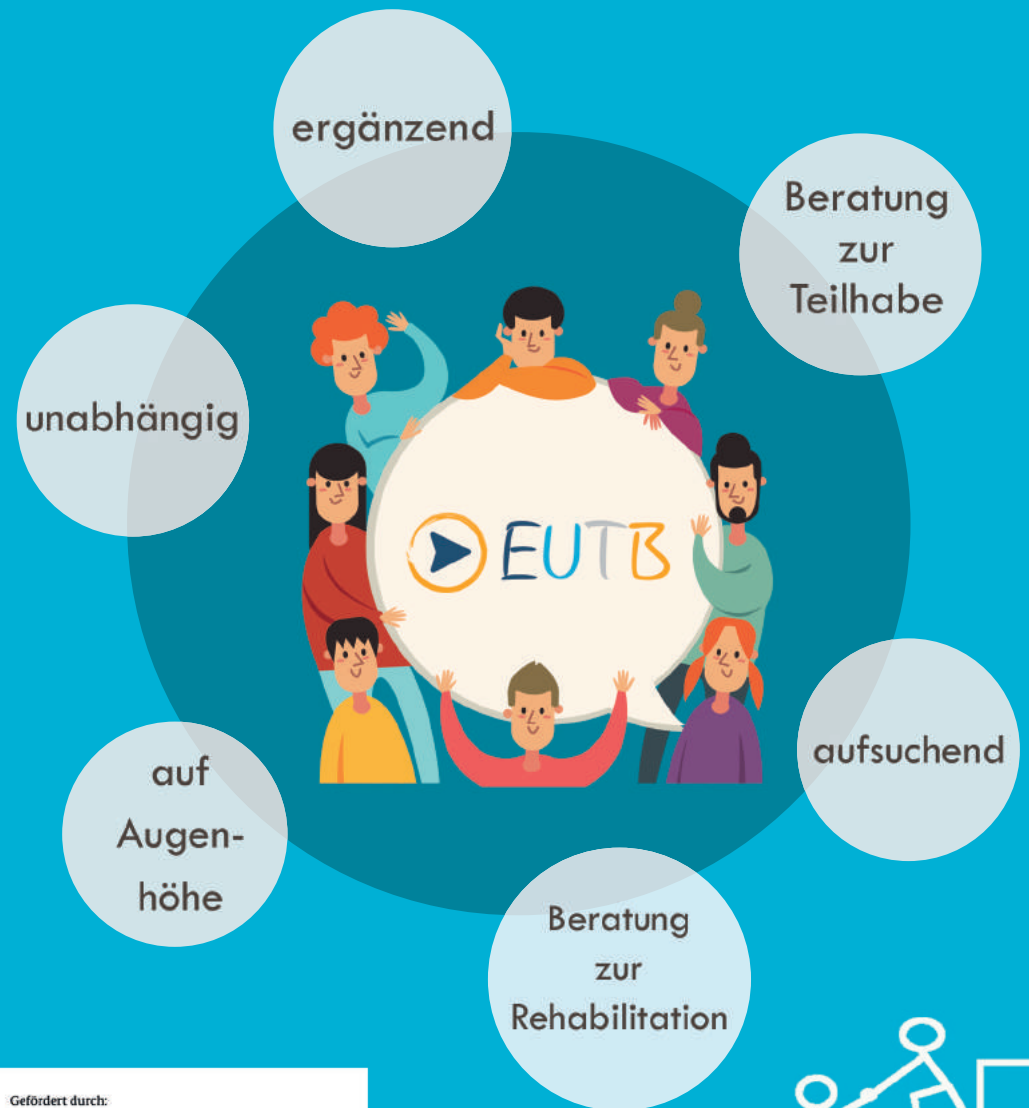 ergänzend
Beratung
zur
Teilhabe
unabhängig
EUTB
aufsuchend
auf
Augen-
höhe
Beratung
zur
Rehabilitation
Gefördert durch: